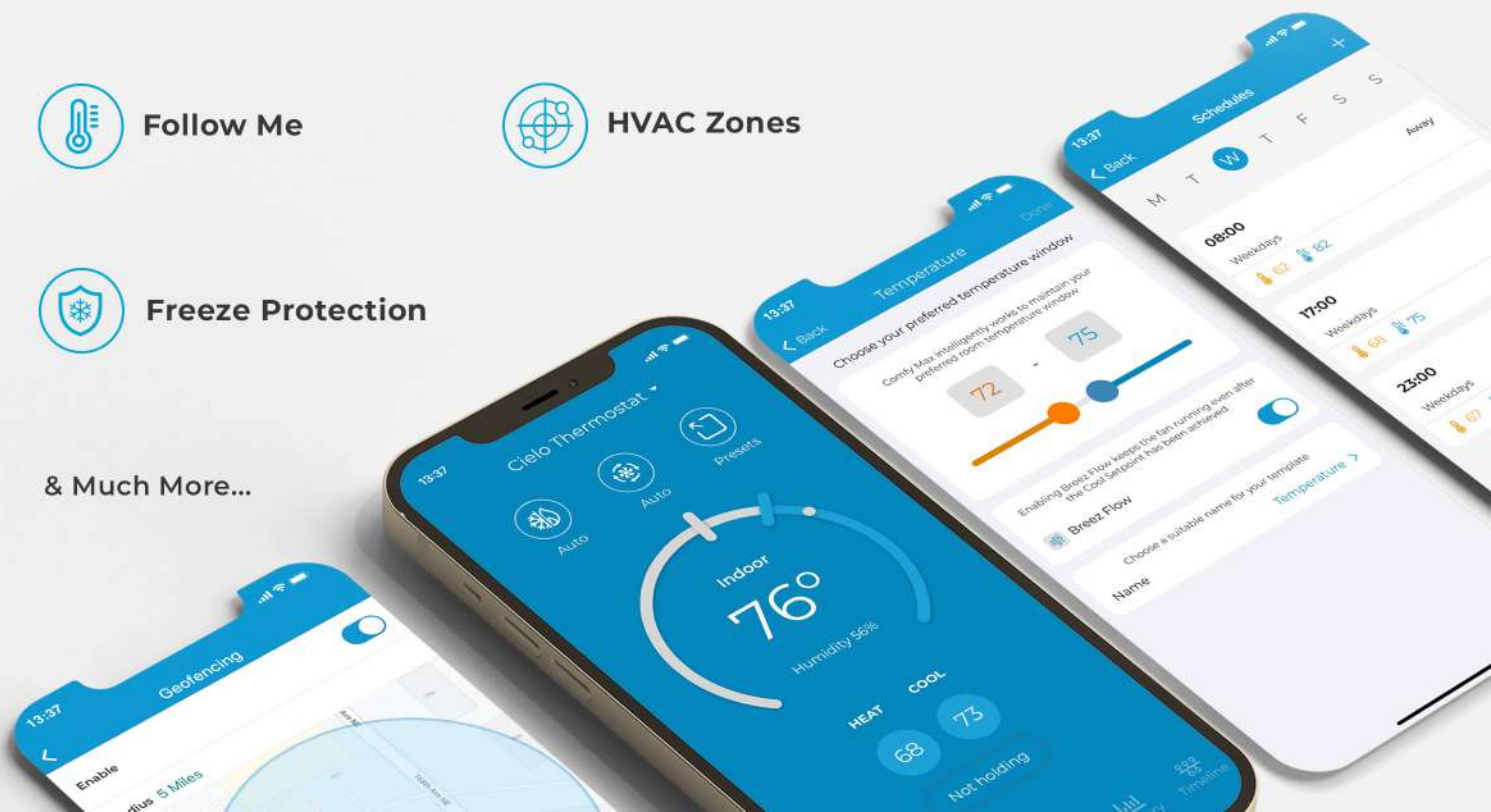 Follow Me
HVAC Zones
Freeze Protection
& Much More...
13:37
Geofencing
Enable
5 Miles
Ave NE
13:37
Cielo Thermostat
Auto
Auto
Presets
Indoor
76°
Humidity 56%
HEAT
COOL
68
73
Not holding
Timeline
13:37
Back
Temperature
Done
Choose your preferred temperature window
Comfy Max intelligently works to maintain your
preferred room temperature window
72 - 75
Enabling Breez Flow keeps the fan running even after
the Cool Setpoint has been achieved
Breez Flow
Choose a suitable name for your template
Name
Temperature
13:37
Back
Schedules
+
M T W T F S S
08:00
Away
Weekdays
62 82
17:00
Weekdays
68 75
23:00
Weekdays
67